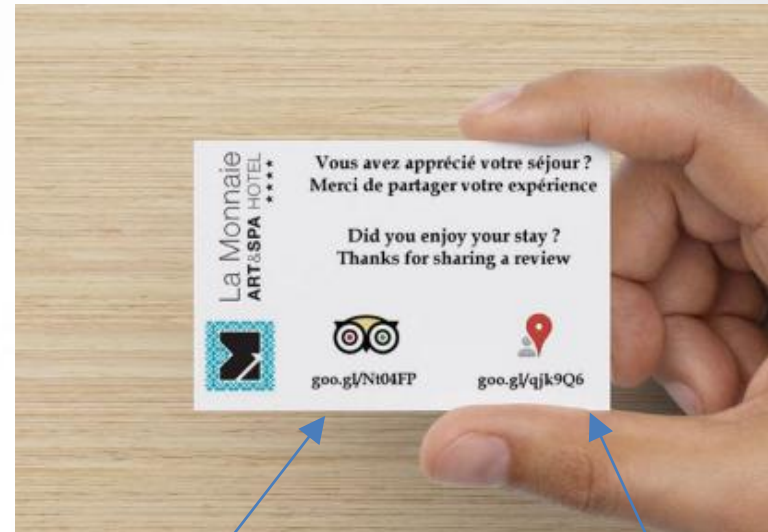 La Monnaie
ART&SPA HOTEL
★★★★
Vous avez apprécié votre séjour ?
Merci de partager votre expérience
Did you enjoy your stay ?
Thanks for sharing a review
goo.gl/Nt04FP
goo.gl/qjk9Q6